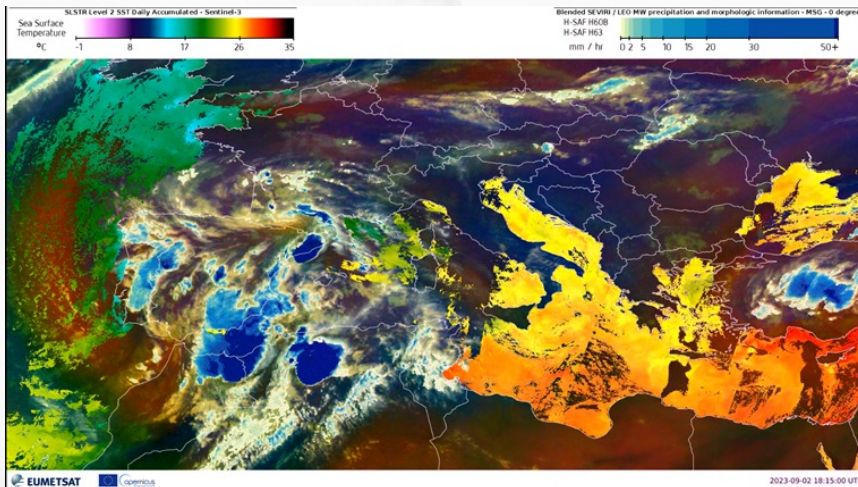 SLSTR Level 2 SST Daily Accumulated - Sentinel-3
Sea Surface
Temperature
°C
-1 8 17 26 35
Blended SEVIRI / LEO MW precipitation and morphologic information - MSG - 0 degree
H-SAF H60B
H-SAF H63
mm / hr
0 2 5 10 15 20 30 50+
EUMETSAT
opernicus
2023-09-02 18:15:00 UT